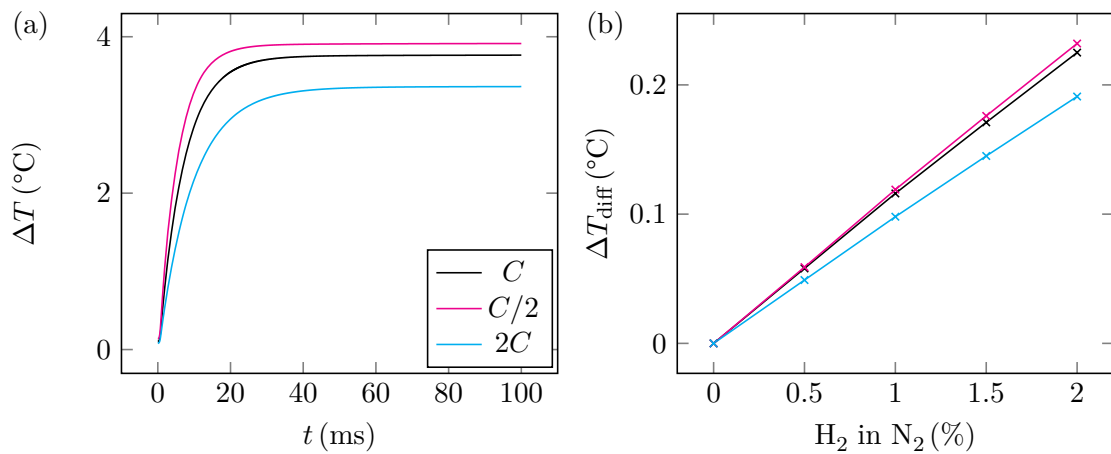 (a)
4
2
0
ΔT (°C)
C
C/2
2C
0 20 40 60 80 100
t (ms)
(b)
0.2
0.1
0
ΔT_diff (°C)
0 0.5 1 1.5 2
H₂ in N₂ (%)